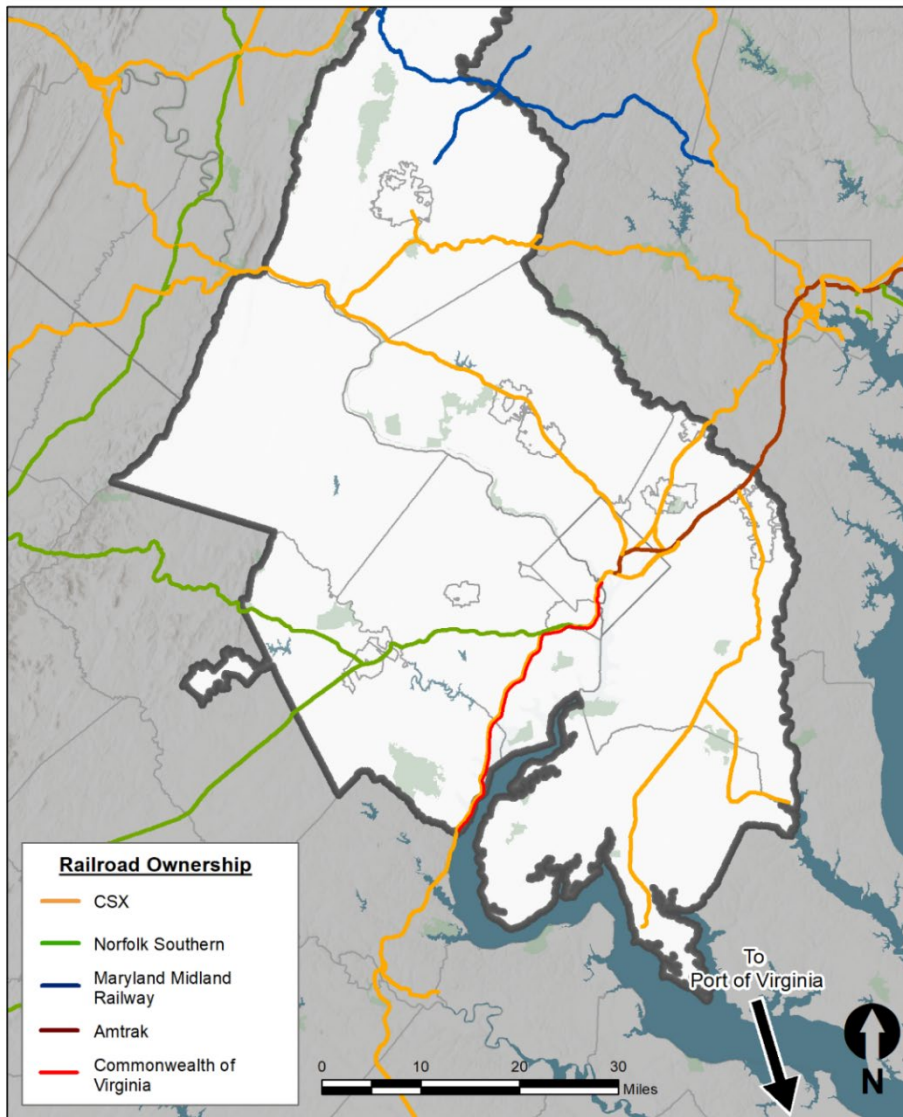 To
Port of Virginia
N
Railroad Ownership
CSX
Norfolk Southern
Maryland Midland
Railway
Amtrak
Commonwealth of
Virginia
0 10 20 30
Miles